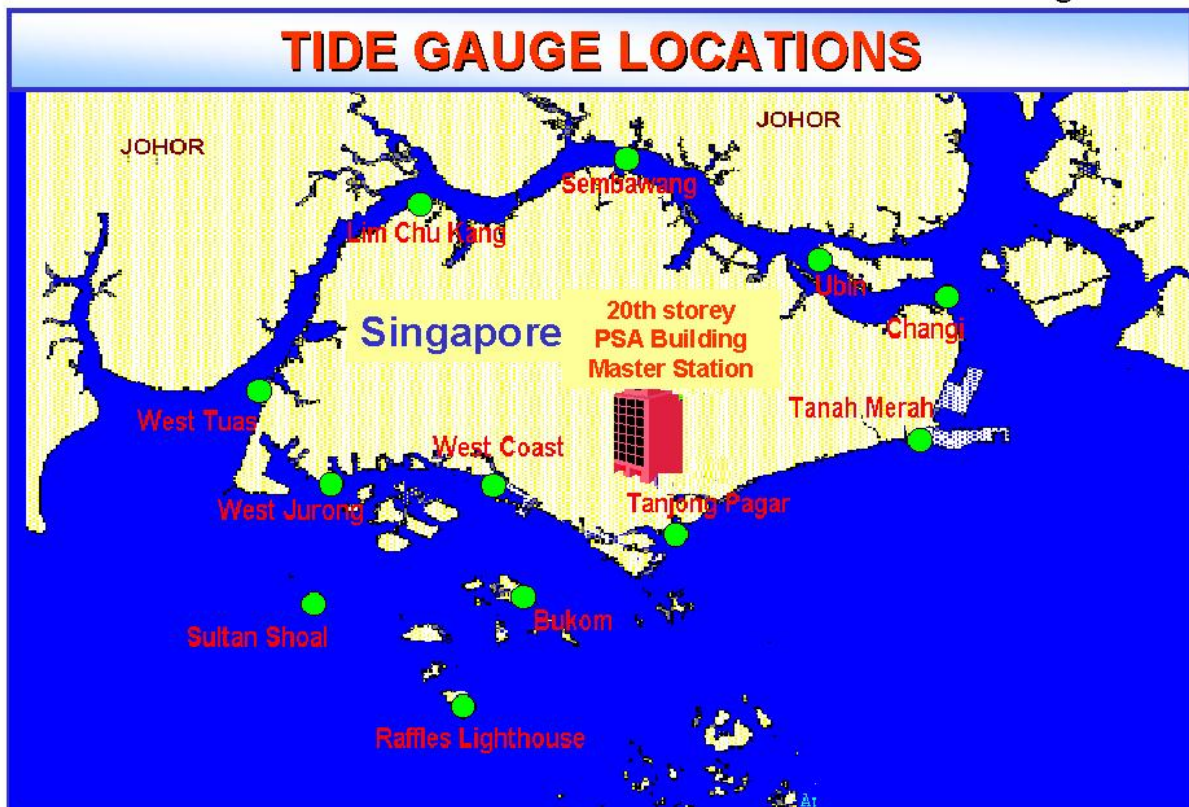 TIDE GAUGE LOCATIONS
JOHOR
JOHOR
Sembawang
Lim Chu Kang
Ubin
Changi
Singapore
20th storey
PSA Building
Master Station
West Tuas
Tanah Merah
West Coast
West Jurong
Tanjong Pagar
Sultan Shoal
Bukom
Raffles Lighthouse